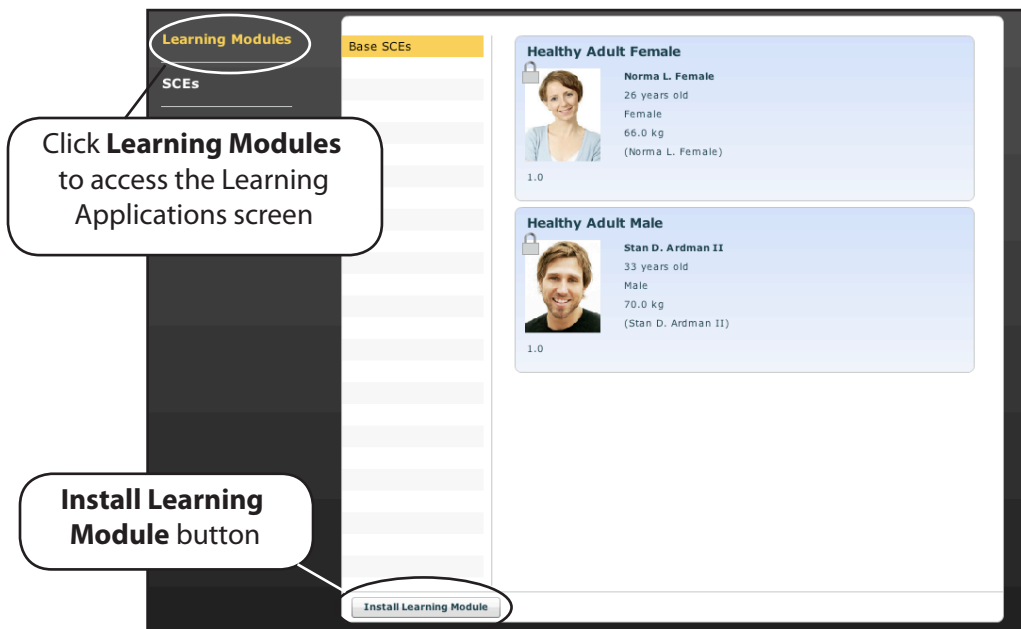 Learning Modules
SCEs
Click Learning Modules
to access the Learning
Applications screen
Install Learning
Module button
Base SCEs
Install Learning Module
Healthy Adult Female
Norma L. Female
26 years old
Female
66.0 kg
(Norma L. Female)
1.0
Healthy Adult Male
Stan D. Ardman II
33 years old
Male
70.0 kg
(Stan D. Ardman II)
1.0